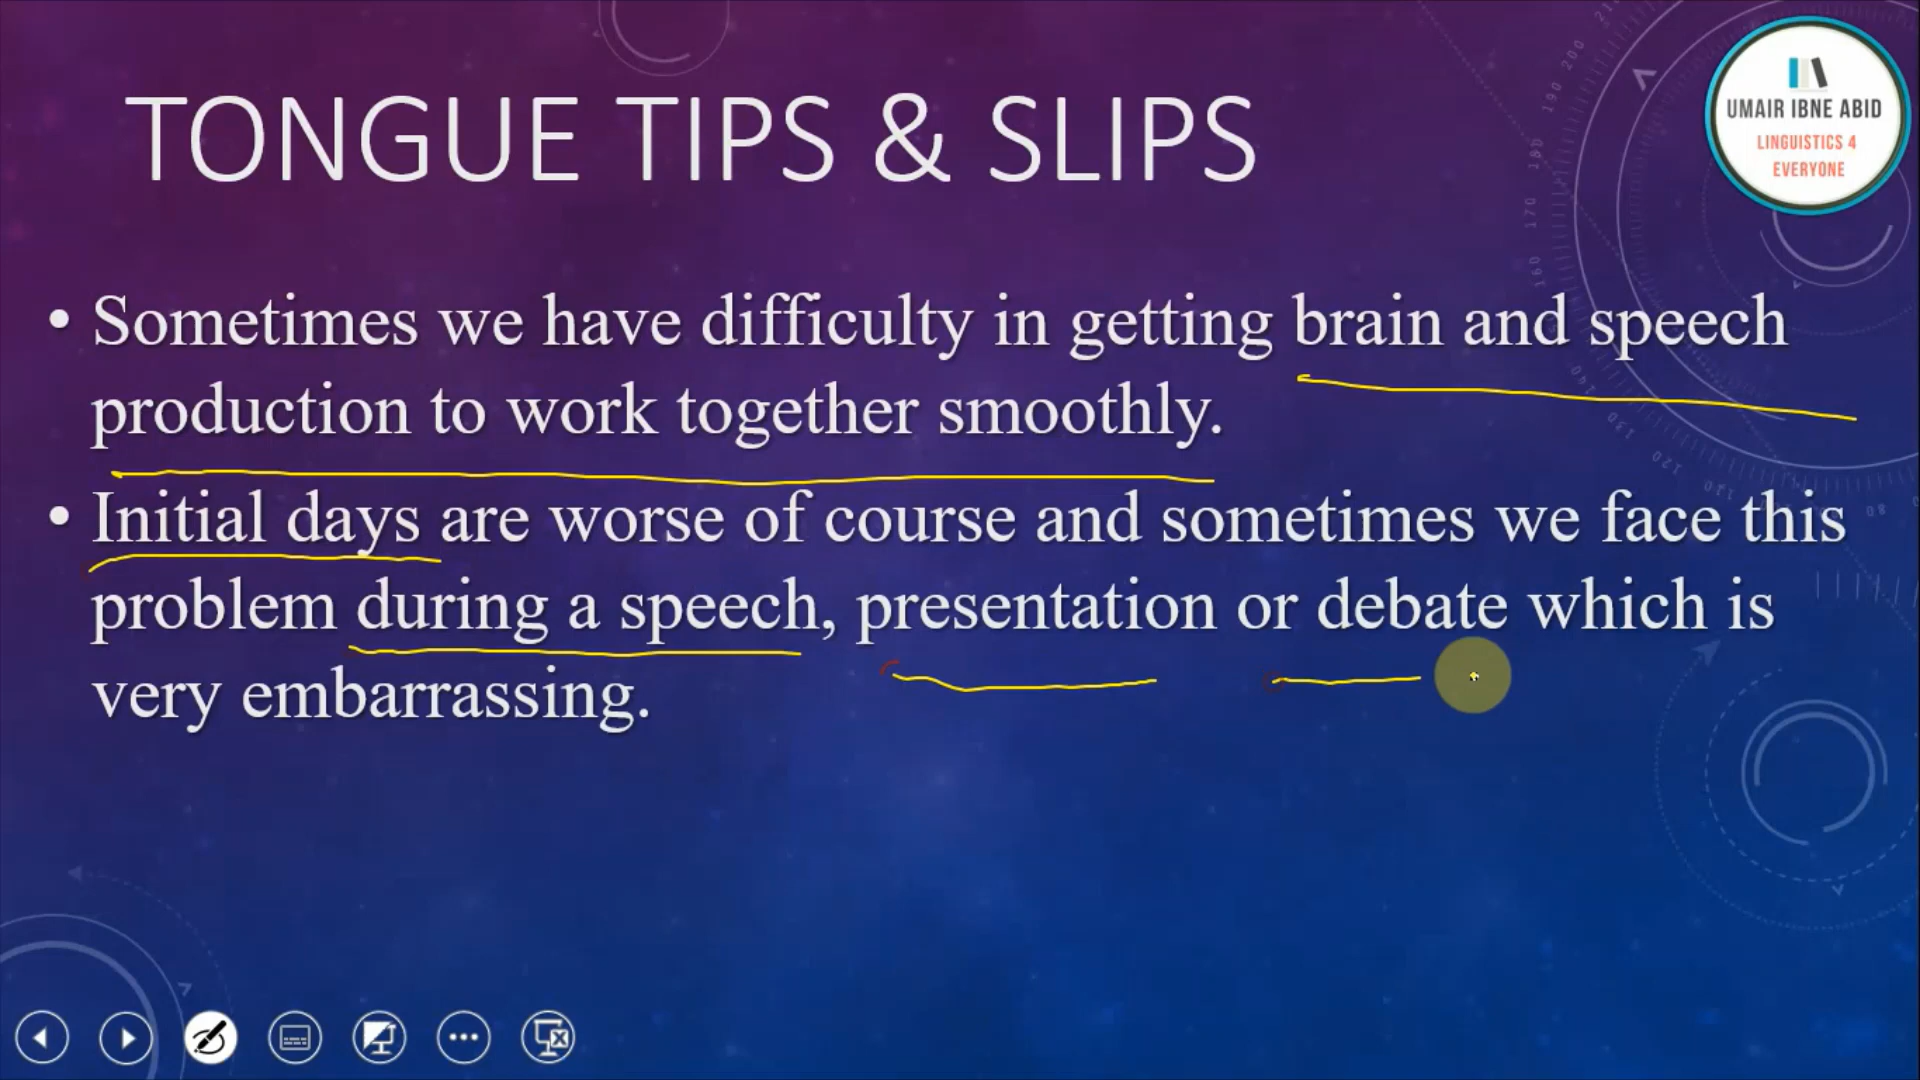 TONGUE TIPS & SLIPS
UMAIR IBNE ABID
LINGUISTICS 4
EVERYONE
• Sometimes we have difficulty in getting brain and speech
production to work together smoothly.
• Initial days are worse of course and sometimes we face this
problem during a speech, presentation or debate which is
very embarrassing.